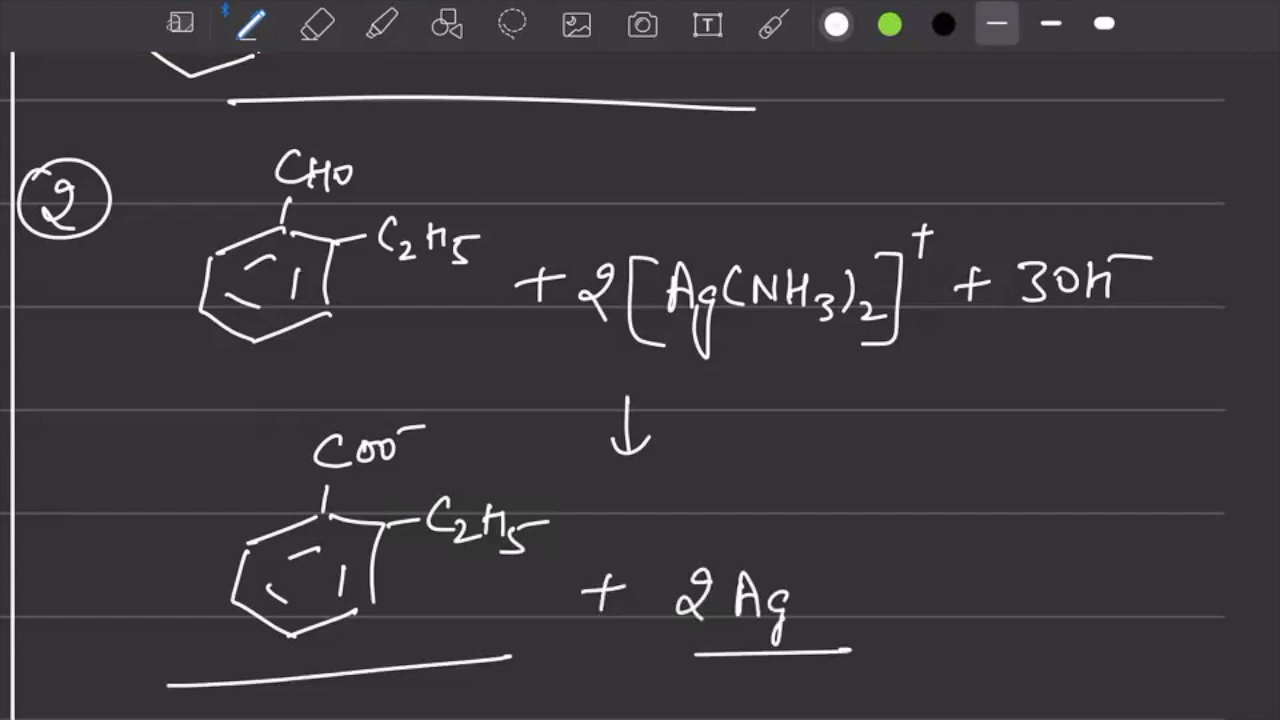 2
CHO
C₂H₅ + 2[Ag(NH₃)₂]⁺ + 3OH⁻
↓
COO⁻
C₂H₅
+ 2Ag